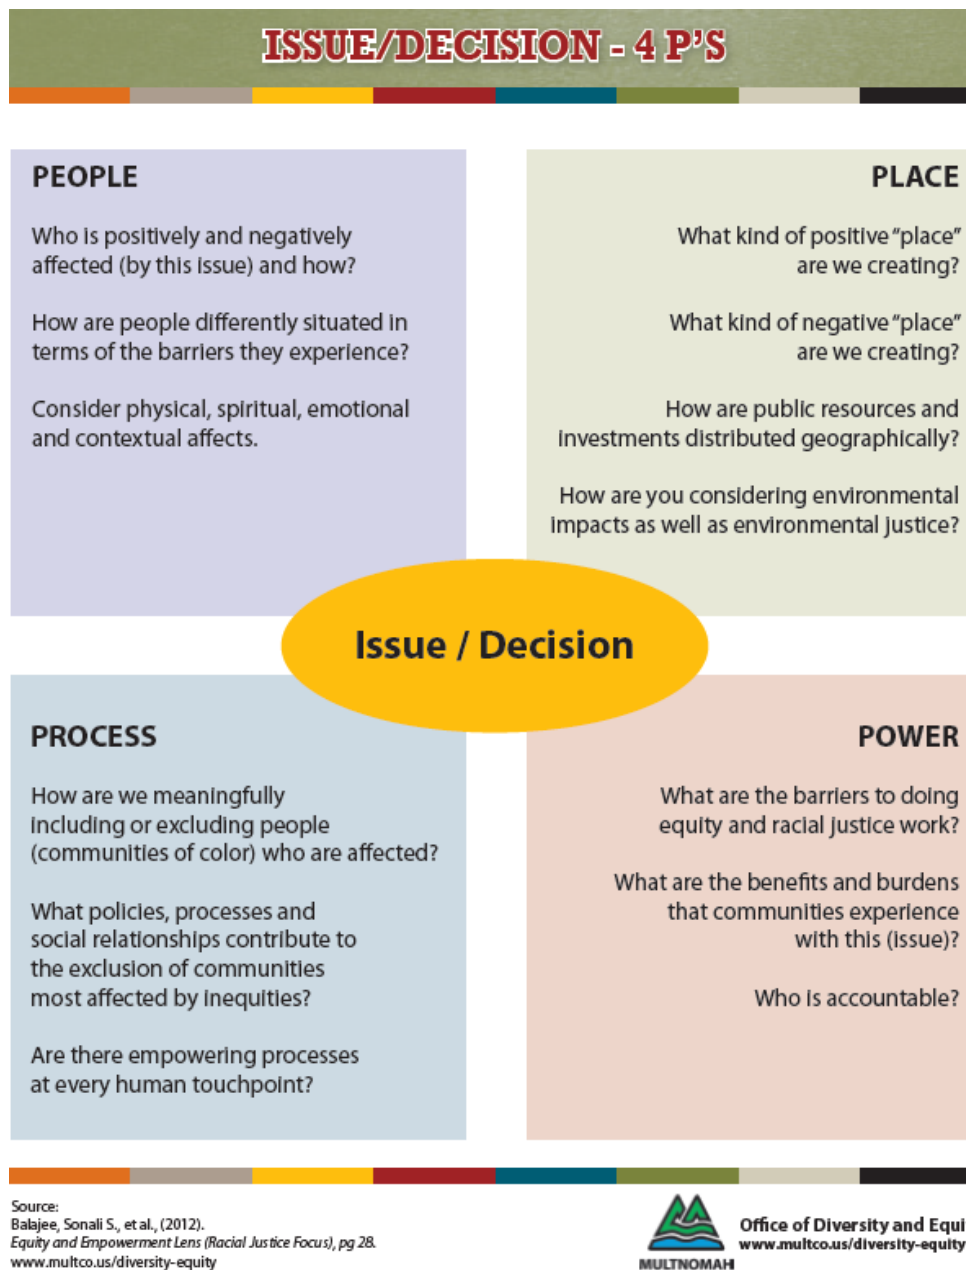 ISSUE/DECISION - 4 P'S
PEOPLE
Who is positively and negatively
affected (by this issue) and how?
How are people differently situated in
terms of the barriers they experience?
Consider physical, spiritual, emotional
and contextual affects.
PLACE
What kind of positive “place”
are we creating?
What kind of negative “place”
are we creating?
How are public resources and
investments distributed geographically?
How are you considering environmental
impacts as well as environmental justice?
Issue / Decision
PROCESS
How are we meaningfully
including or excluding people
(communities of color) who are affected?
What policies, processes and
social relationships contribute to
the exclusion of communities
most affected by inequities?
Are there empowering processes
at every human touchpoint?
POWER
What are the barriers to doing
equity and racial justice work?
What are the benefits and burdens
that communities experience
with this (issue)?
Who is accountable?
Source:
Balajee, Sonali S., et al., (2012).
Equity and Empowerment Lens (Racial Justice Focus), pg 28.
www.multco.us/diversity-equity
MULTNOMAH
Office of Diversity and Equi
www.multco.us/diversity-equity